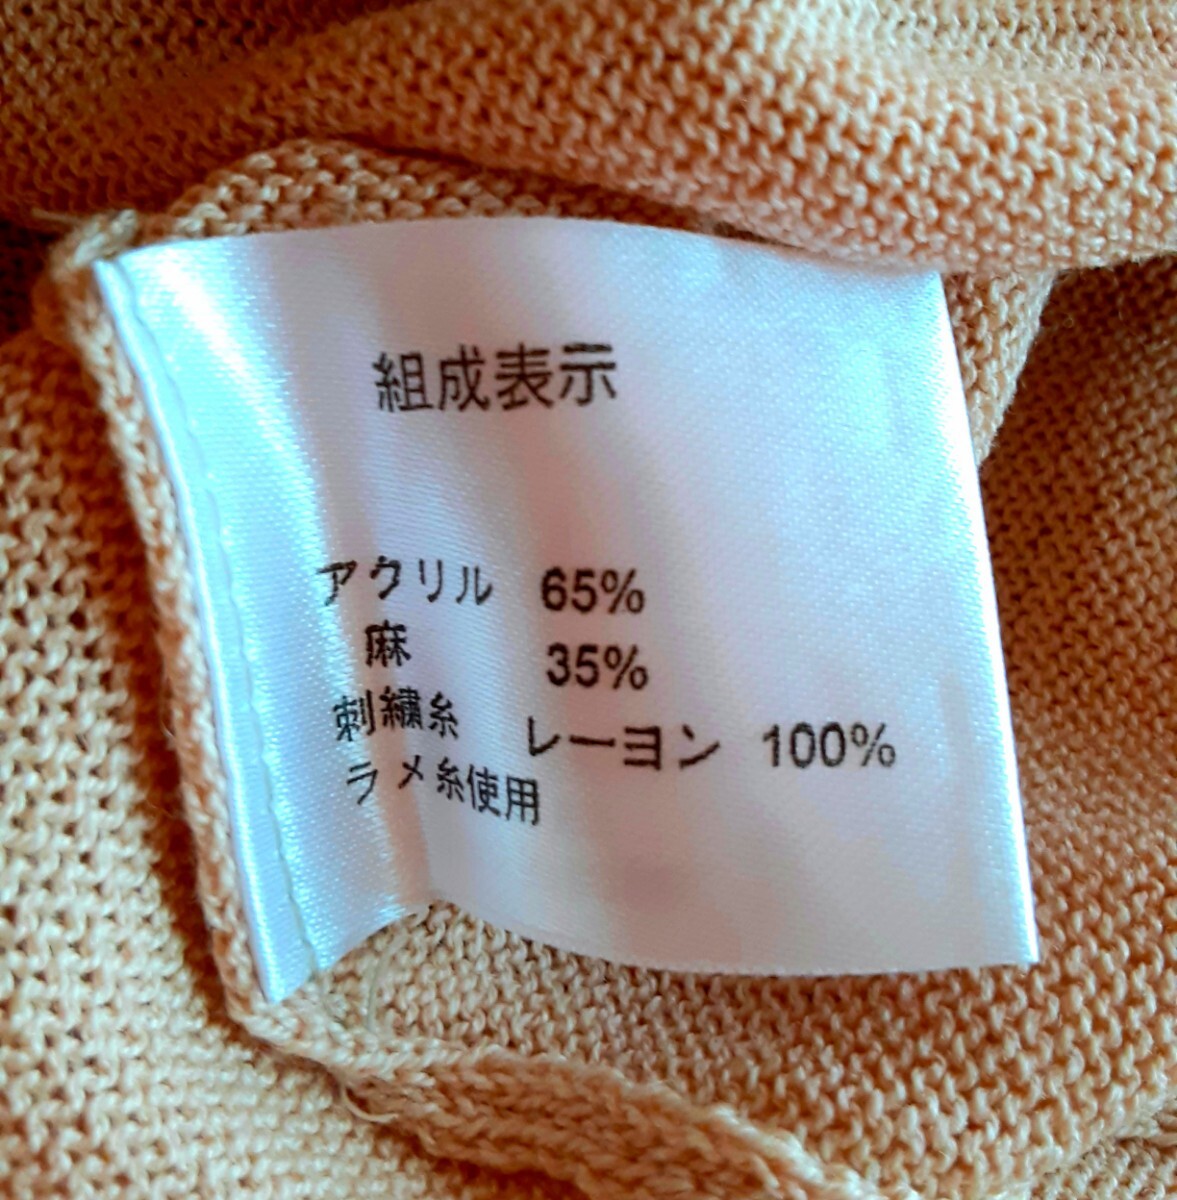 組成表示
アクリル 65%
麻 35%
刺繍糸 レーヨン 100%
ラメ糸使用